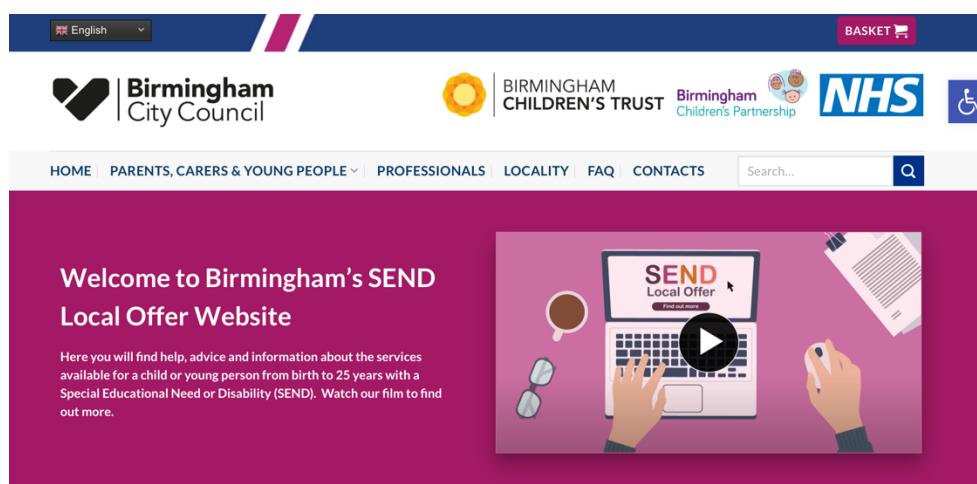 English
BASKET
Birmingham
City Council
BIRMINGHAM
CHILDREN'S TRUST
Birmingham
Children's Partnership
NHS
HOME PARENTS, CARERS & YOUNG PEOPLE PROFESSIONALS LOCALITY FAQ CONTACTS Search...
Welcome to Birmingham's SEND
Local Offer Website
Here you will find help, advice and information about the services
available for a child or young person from birth to 25 years with a
Special Educational Need or Disability (SEND). Watch our film to find
out more.
SEND
Local Offer
Find out more